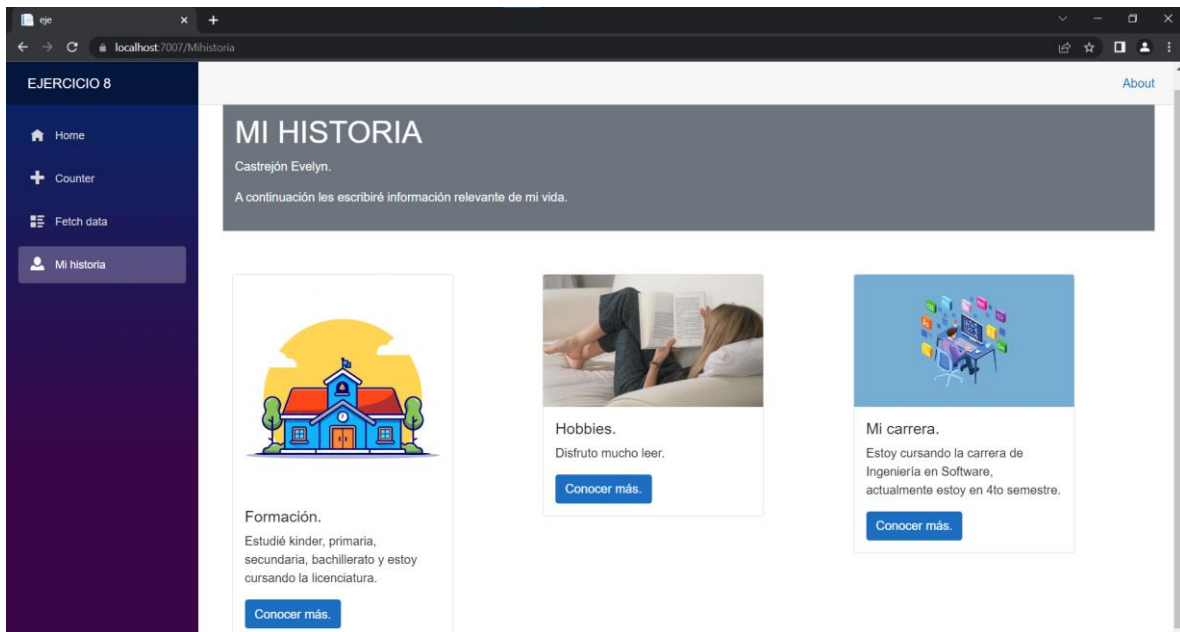 eje
localhost:7007/Mihistoria
EJERCICIO 8
About
Home
Counter
Fetch data
Mi historia
MI HISTORIA
Castrejón Evelyn.
A continuación les escribiré información relevante de mi vida.
Formación.
Estudié kinder, primaria,
secundaria, bachillerato y estoy
cursando la licenciatura.
Conocer más.
Hobbies.
Disfruto mucho leer.
Conocer más.
Mi carrera.
Estoy cursando la carrera de
Ingeniería en Software,
actualmente estoy en 4to semestre.
Conocer más.